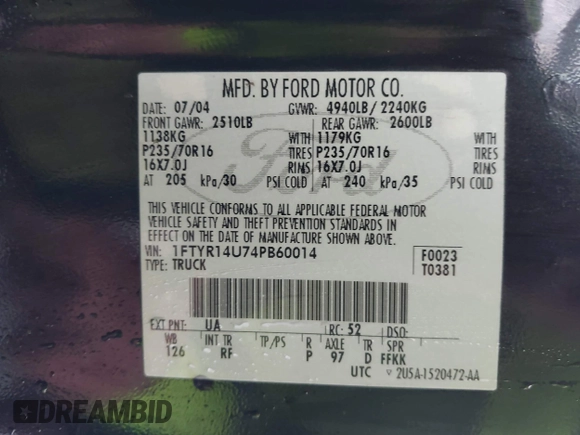 MFD. BY FORD MOTOR CO.
DATE: 07/04 GVWR: 4940LB/ 2240KG
FRONT GAWR: 2510LB REAR GAWR: 2600LB
1138KG WITH 1179KG WITH
P235/70R16 TIRES P235/70R16 TIRES
16X7.0J RIMS 16X7.0J RIMS
AT 205 kPa/30 PSI COLD AT 240 kPa/35 PSI COLD
THIS VEHICLE CONFORMS TO ALL APPLICABLE FEDERAL MOTOR
VEHICLE SAFETY AND THEFT PREVENTION STANDARDS IN
EFFECT ON THE DATE OF MANUFACTURE SHOWN ABOVE.
VIN: 1FTYR14U74PB60014 F0023
TYPE: TRUCK T0381
Ford
EXT PNT: UA RC: 52 DSO:
WB INT TR TP/PS R AXLE TR SPR
126 RF P 97 D FFKK
UTC 2U5A-1520472-AA
DREAMBID